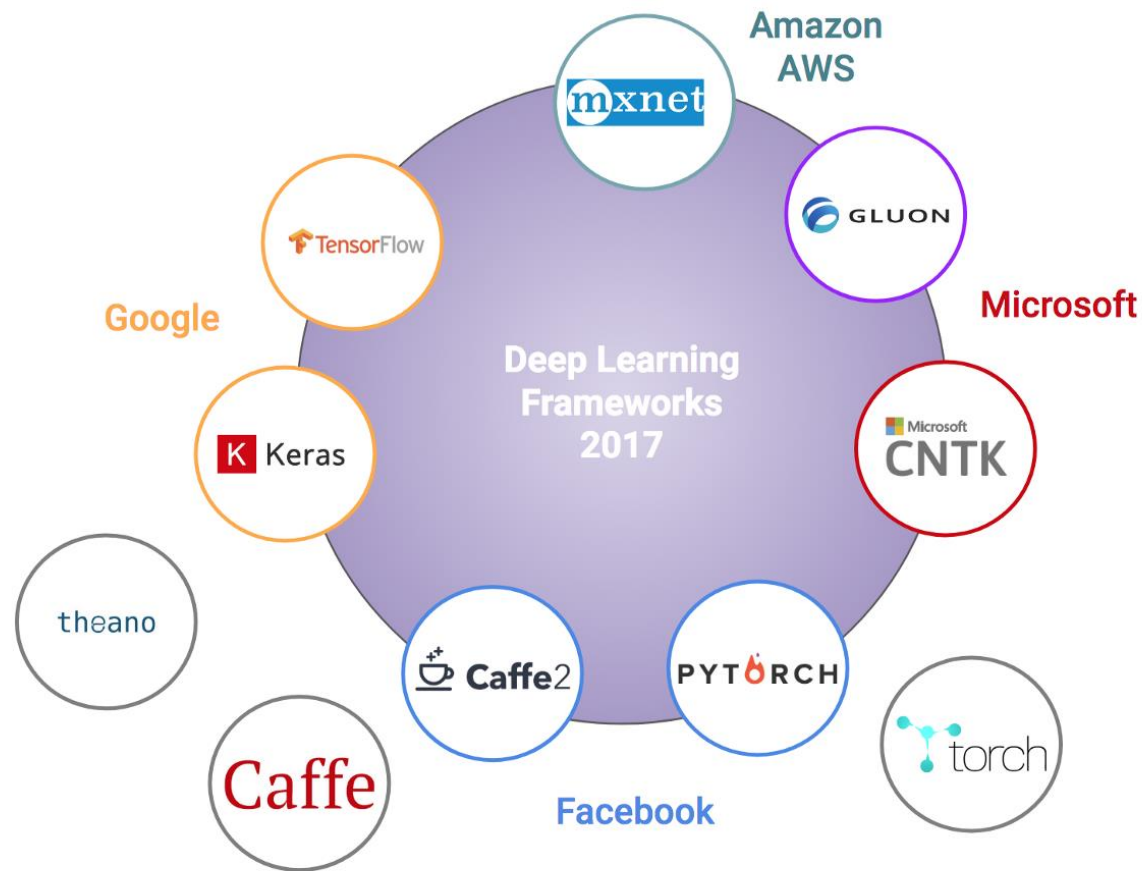 Amazon
AWS
mxnet
GLUON
TensorFlow
Google
Microsoft
Deep Learning
Frameworks
2017
K Keras
Microsoft
CNTK
theano
Caffe2
PYTORCH
Caffe
torch
Facebook